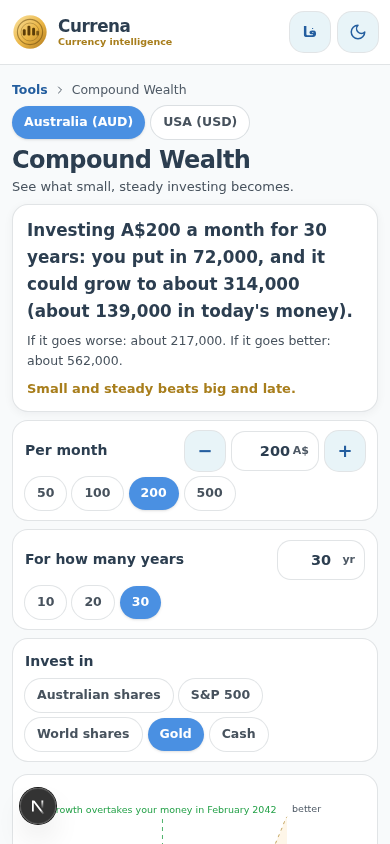 Currena
Currency intelligence
فا
Tools > Compound Wealth
Australia (AUD) USA (USD)
Compound Wealth
See what small, steady investing becomes.
Investing A$200 a month for 30
years: you put in 72,000, and it
could grow to about 314,000
(about 139,000 in today's money).
If it goes worse: about 217,000. If it goes better:
about 562,000.
Small and steady beats big and late.
Per month − 200 A$ +
50 100 200 500
For how many years 30 yr
10 20 30
Invest in
Australian shares S&P 500
World shares Gold Cash
N
overtakes your money in February 2042 better